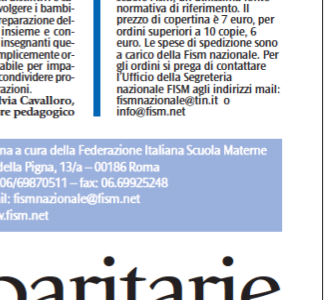 volgere i bambi-
reparazione del-
insieme e con-
insegnanti que-
mplicemente or-
abile per impa-
condividere pro-
azioni.
lvia Cavalloro,
re pedagogico
normativa di riferimento. Il
prezzo di copertina è 7 euro, per
ordini superiori a 10 copie, 6
euro. Le spese di spedizione sono
a carico della Fism nazionale. Per
gli ordini si prega di contattare
l'Ufficio della Segreteria
nazionale FISM agli indirizzi mail:
fismnazionale@tin.it o
info@fism.net
na a cura della Federazione Italiana Scuola Materne
della Pigna, 13/a – 00186 Roma
06/69870511 – fax: 06.69925248
il: fismnazionale@fism.net
w.fism.net
paritarie